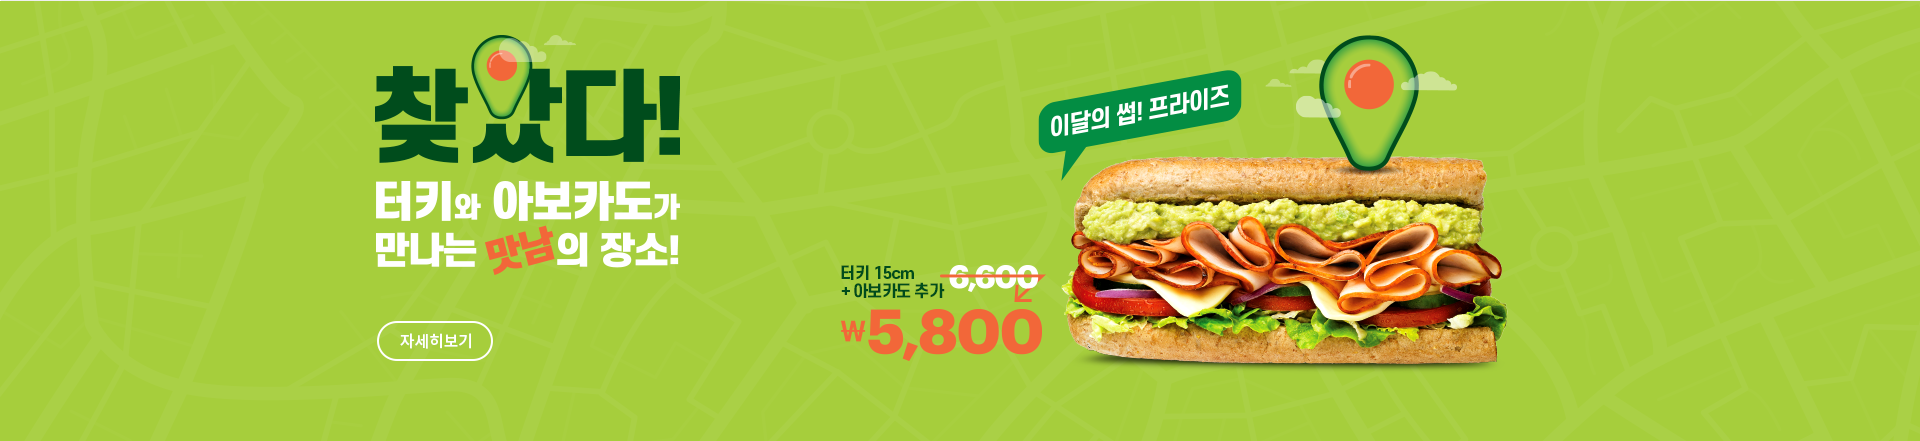 찾았다!
터키와 아보카도가
만나는 맛남의 장소!
자세히보기
이달의 썹! 프라이즈
터키 15cm
+ 아보카도 추가
6,600
₩5,800